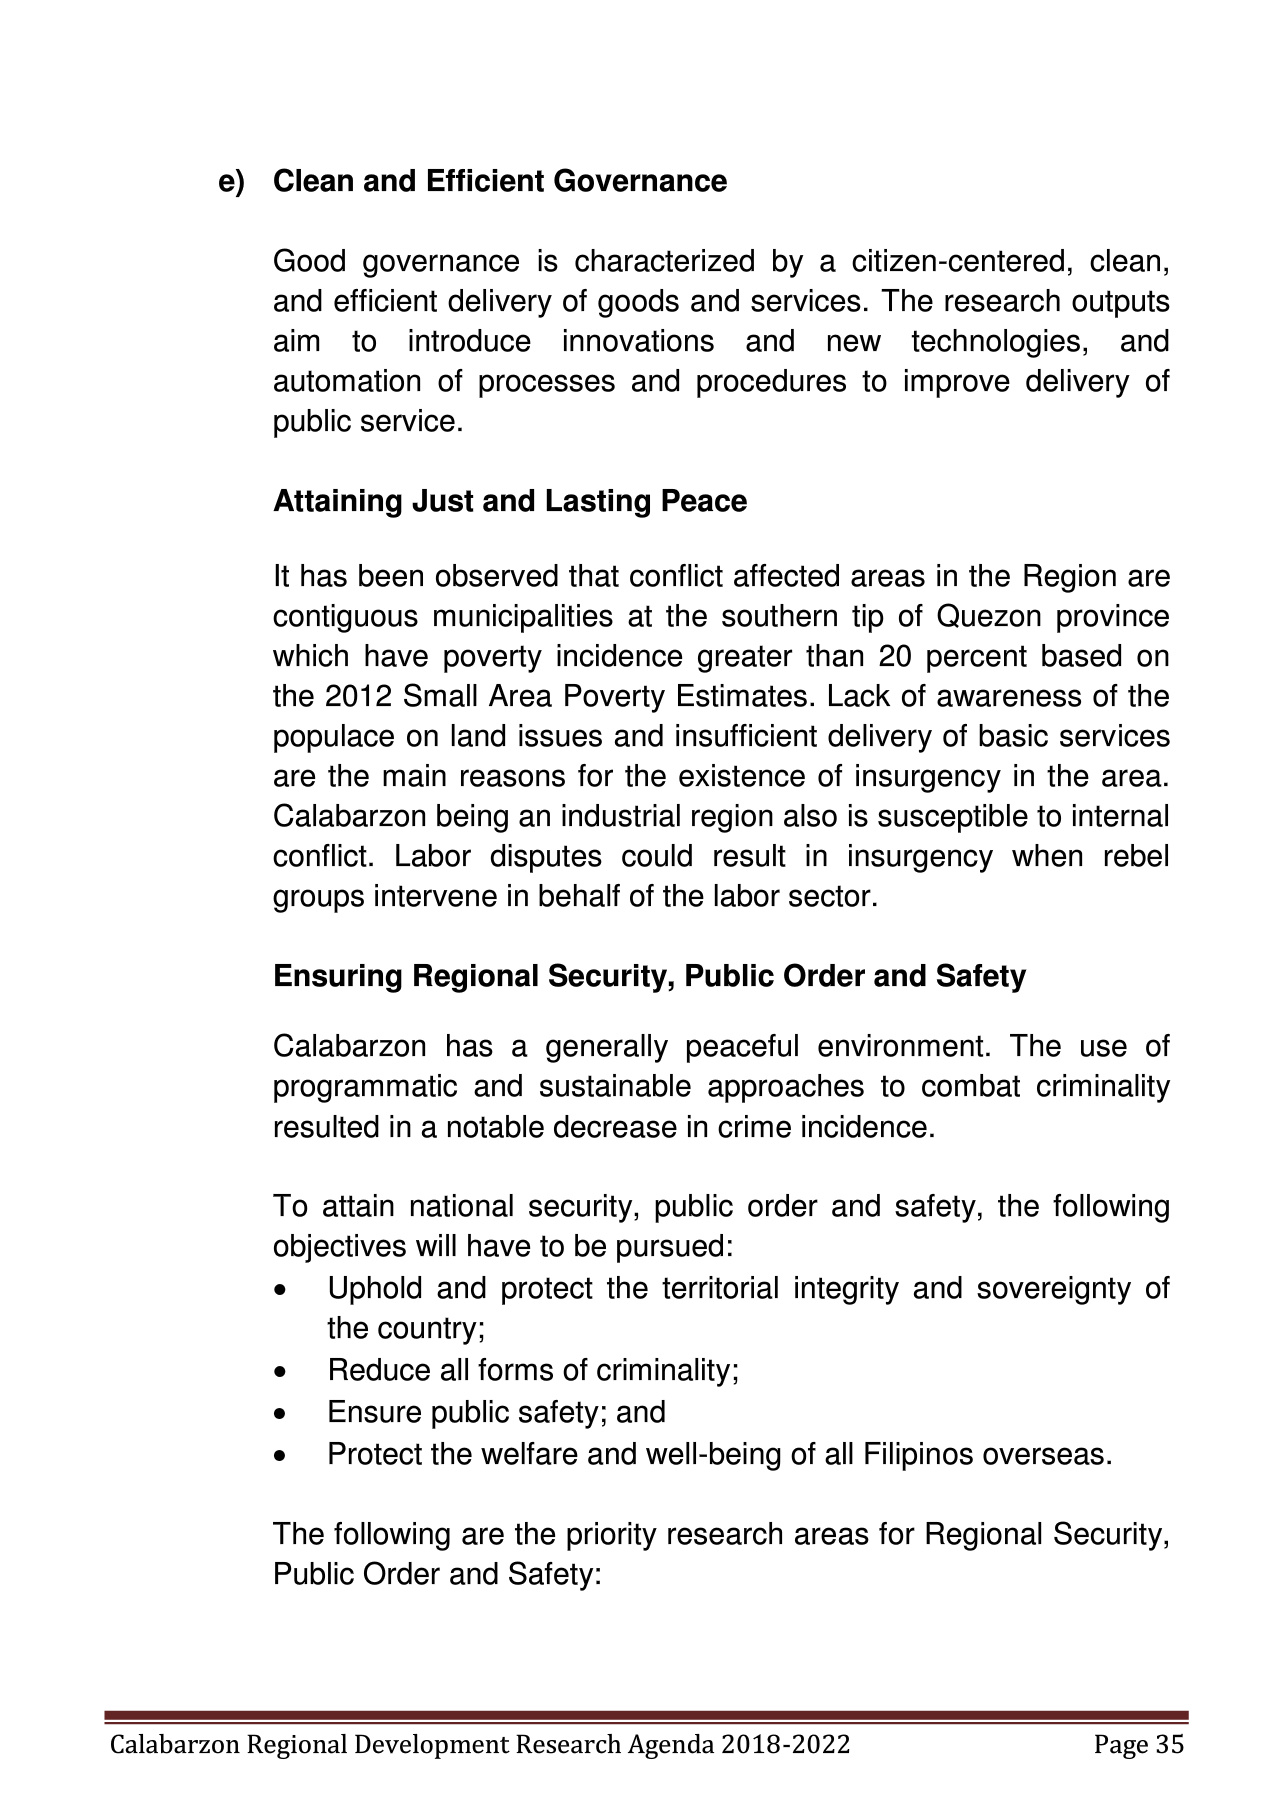 e) Clean and Efficient Governance
Good governance is characterized by a citizen-centered, clean,
and efficient delivery of goods and services. The research outputs
aim to introduce innovations and new technologies, and
automation of processes and procedures to improve delivery of
public service.
Attaining Just and Lasting Peace
It has been observed that conflict affected areas in the Region are
contiguous municipalities at the southern tip of Quezon province
which have poverty incidence greater than 20 percent based on
the 2012 Small Area Poverty Estimates. Lack of awareness of the
populace on land issues and insufficient delivery of basic services
are the main reasons for the existence of insurgency in the area.
Calabarzon being an industrial region also is susceptible to internal
conflict. Labor disputes could result in insurgency when rebel
groups intervene in behalf of the labor sector.
Ensuring Regional Security, Public Order and Safety
Calabarzon has a generally peaceful environment. The use of
programmatic and sustainable approaches to combat criminality
resulted in a notable decrease in crime incidence.
To attain national security, public order and safety, the following
objectives will have to be pursued:
• Uphold and protect the territorial integrity and sovereignty of
the country;
• Reduce all forms of criminality;
• Ensure public safety; and
• Protect the welfare and well-being of all Filipinos overseas.
The following are the priority research areas for Regional Security,
Public Order and Safety:
Calabarzon Regional Development Research Agenda 2018-2022 Page 35